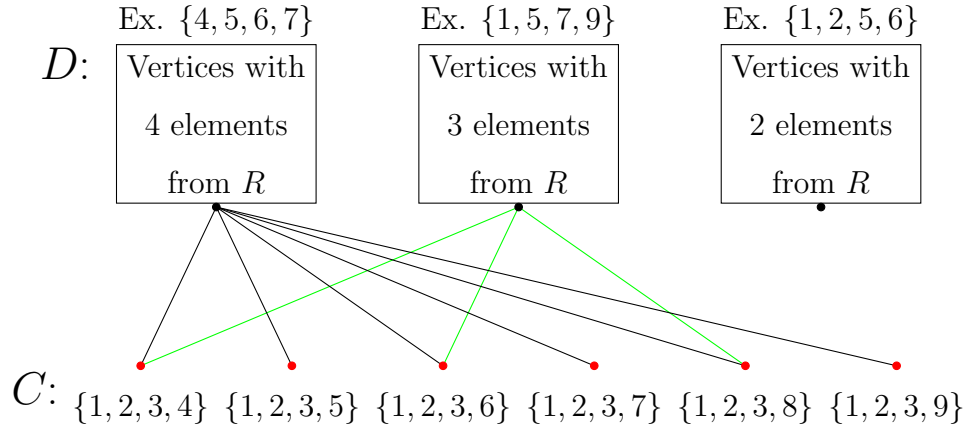 Ex. {4, 5, 6, 7} Ex. {1, 5, 7, 9} Ex. {1, 2, 5, 6}
D:
Vertices with
4 elements
from R
Vertices with
3 elements
from R
Vertices with
2 elements
from R
C:
{1, 2, 3, 4} {1, 2, 3, 5} {1, 2, 3, 6} {1, 2, 3, 7} {1, 2, 3, 8} {1, 2, 3, 9}